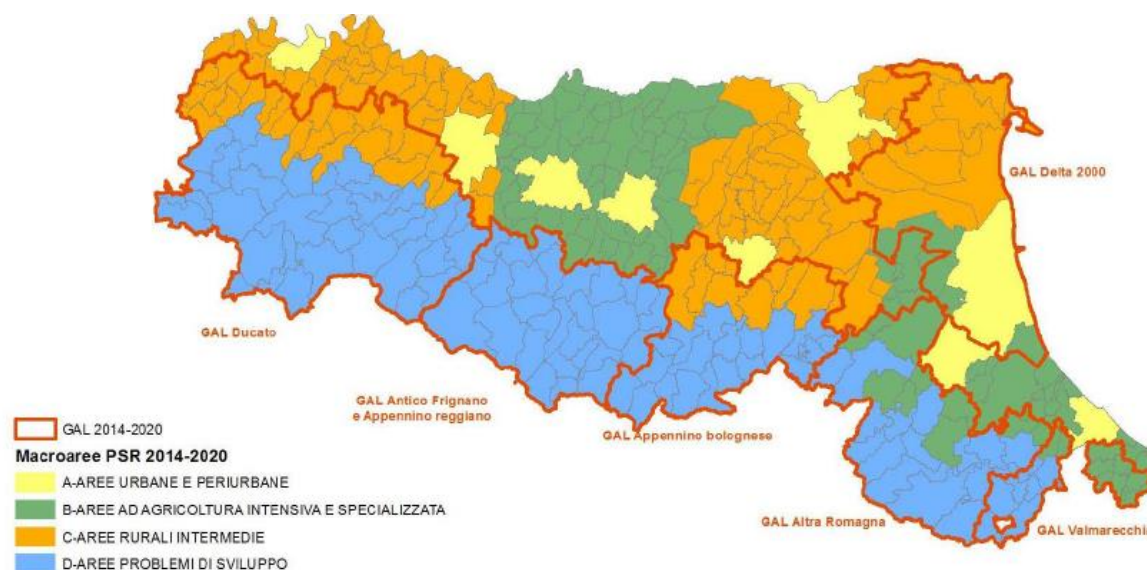 GAL Delta 2000
GAL Ducato
GAL Antico Frignano
e Appennino reggiano
GAL Appennino bolognese
GAL Altra Romagna
GAL Valmarecchia
GAL 2014-2020
Macroaree PSR 2014-2020
A-AREE URBANE E PERIURBANE
B-AREE AD AGRICOLTURA INTENSIVA E SPECIALIZZATA
C-AREE RURALI INTERMEDIE
D-AREE PROBLEMI DI SVILUPPO